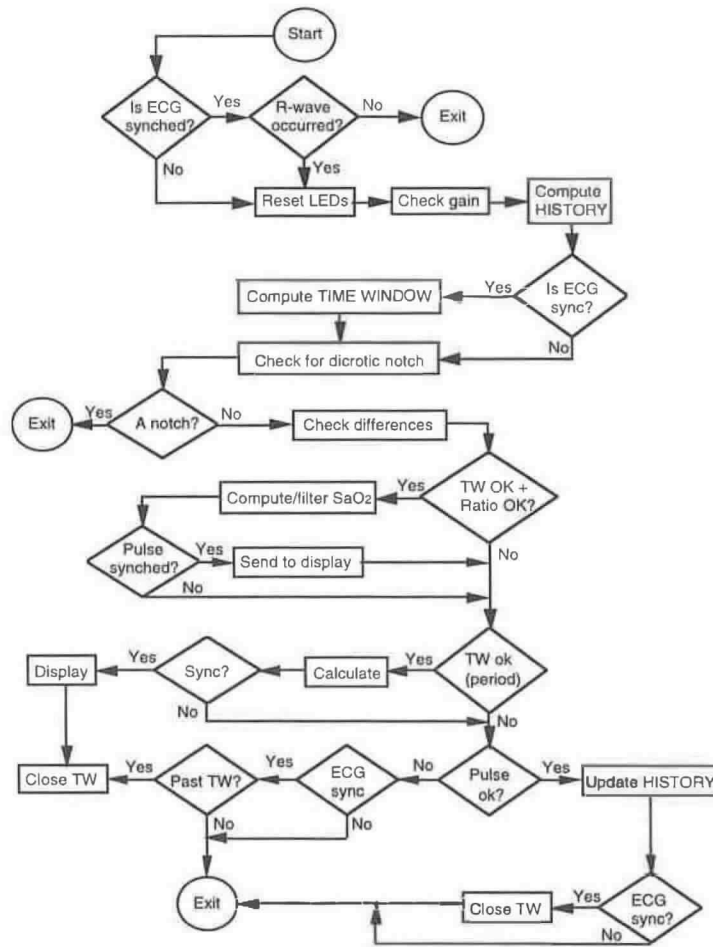 Start
Is ECG
synched?
Yes
R-wave
occurred?
No
Exit
No
Yes
Reset LEDs
Check gain
Compute
HISTORY
Compute TIME WINDOW
Yes
Is ECG
sync?
No
Check for dicrotic notch
Exit
Yes
A notch?
No
Check differences
Compute/filter SaO2
Yes
TW OK +
Ratio OK?
Pulse
synched?
Yes
Send to display
No
No
Display
Yes
Sync?
Calculate
Yes
TW ok
(period)
No
No
Close TW
Yes
Past TW?
Yes
ECG
sync
No
Pulse
ok?
Yes
Update HISTORY
No
No
Exit
Close TW
Yes
ECG
sync?
No